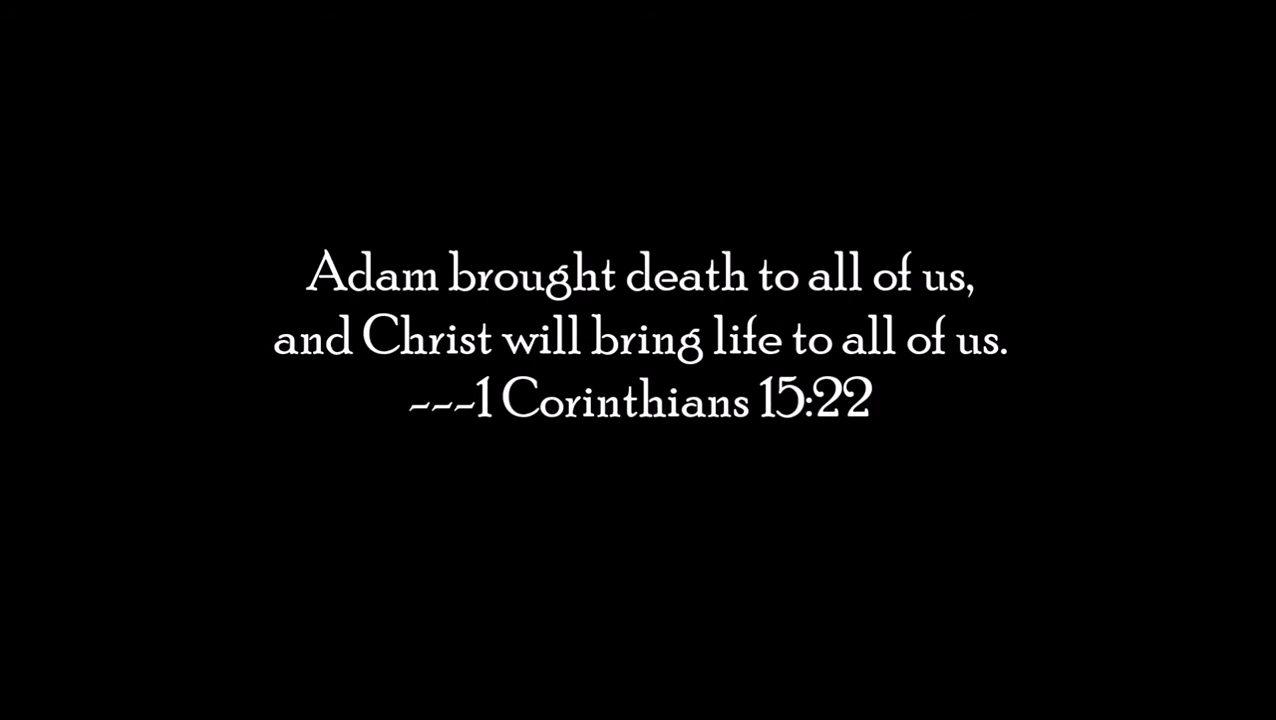 Adam brought death to all of us,
and Christ will bring life to all of us.
---1 Corinthians 15:22